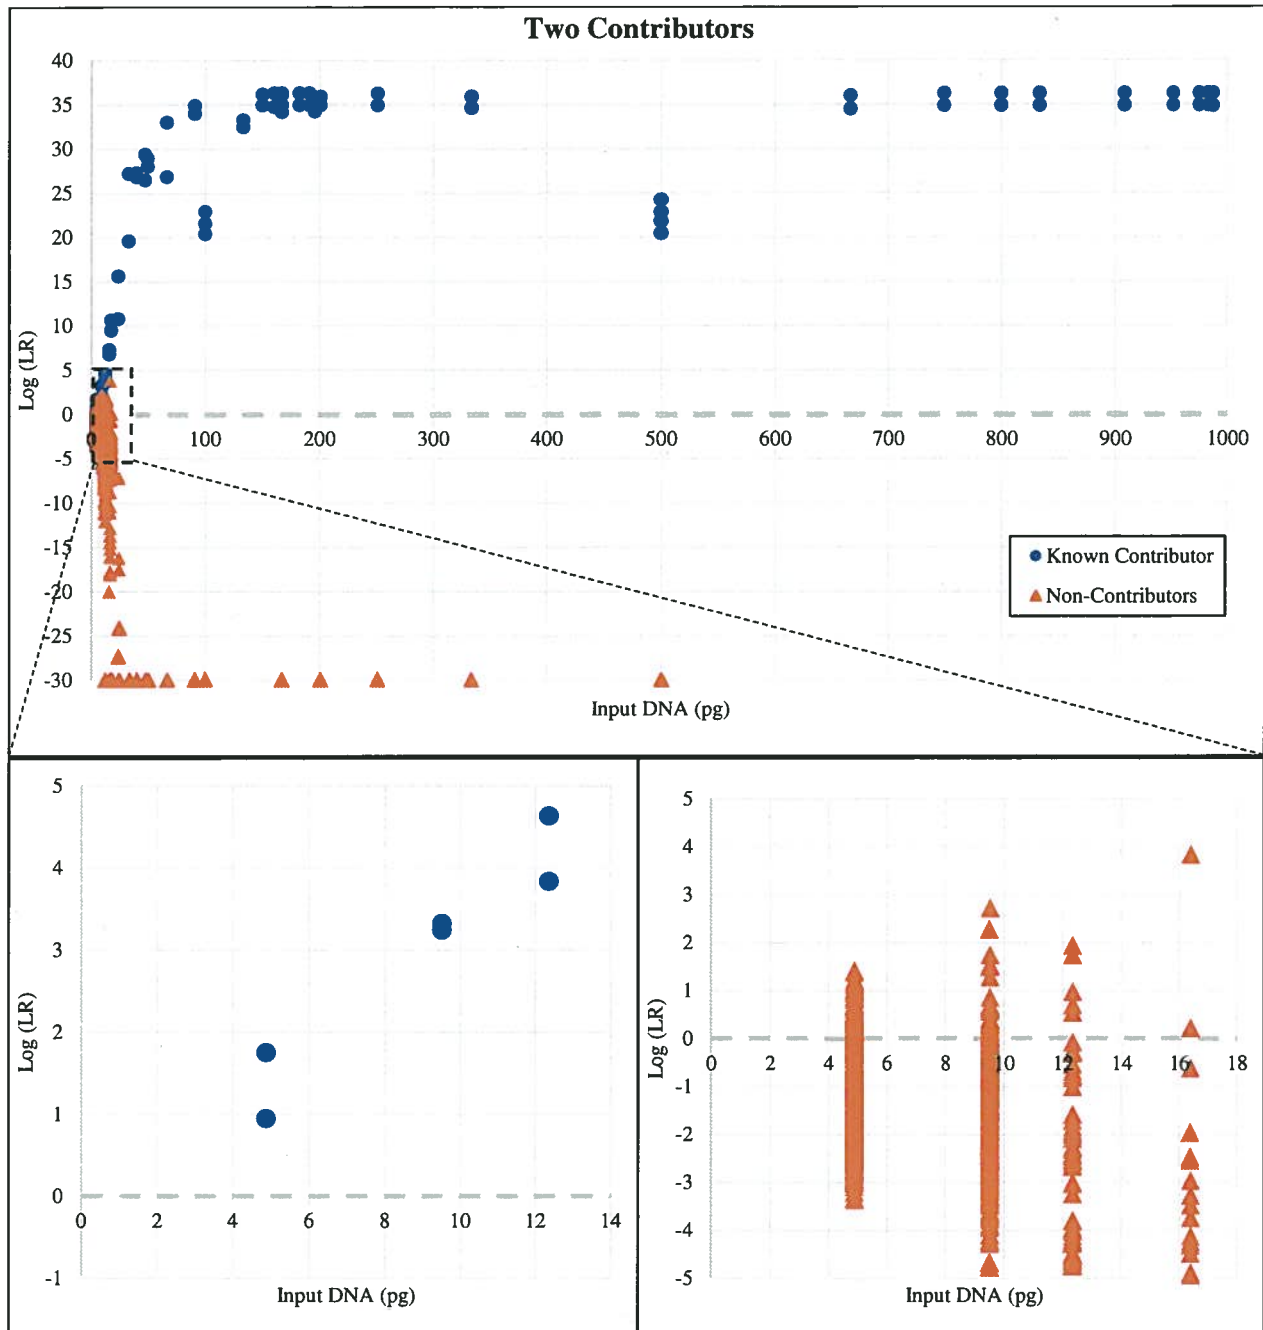 Two Contributors
40
35
30
25
20
15
10
5
0
-5
-10
-15
-20
-25
-30
Log (LR)
100 200 300 400 500 600 700 800 900 1000
Input DNA (pg)
Known Contributor
Non-Contributors
5
4
3
2
1
0
-1
Log (LR)
0 2 4 6 8 10 12 14
Input DNA (pg)
5
4
3
2
1
0
-1
-2
-3
-4
-5
Log (LR)
0 2 4 6 8 10 12 14 16 18
Input DNA (pg)